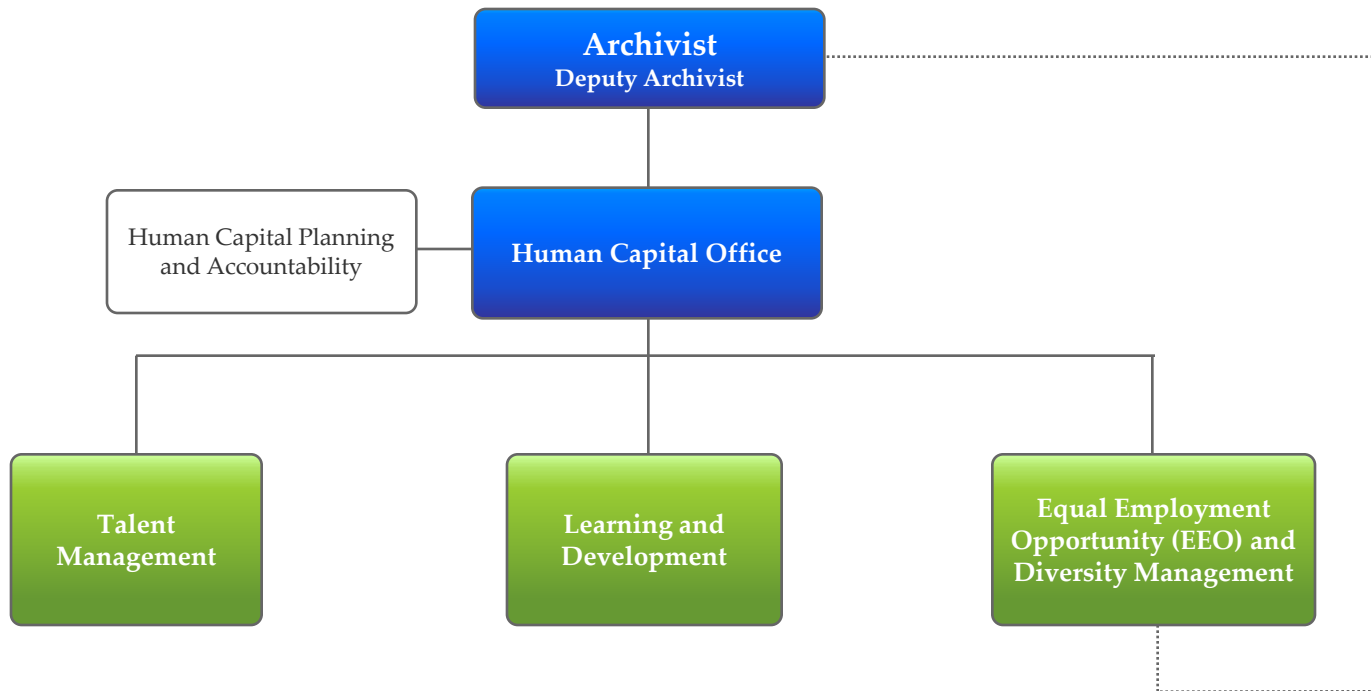 Archivist
Deputy Archivist
Human Capital Planning
and Accountability
Human Capital Office
Talent
Management
Learning and
Development
Equal Employment
Opportunity (EEO) and
Diversity Management